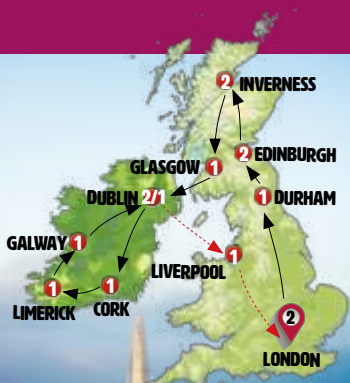 2 INVERNESS
GLASGOW 1
2 EDINBURGH
DUBLIN 2/1
1 DURHAM
GALWAY 1
LIVERPOOL 1
1 LIMERICK
1 CORK
2 LONDON